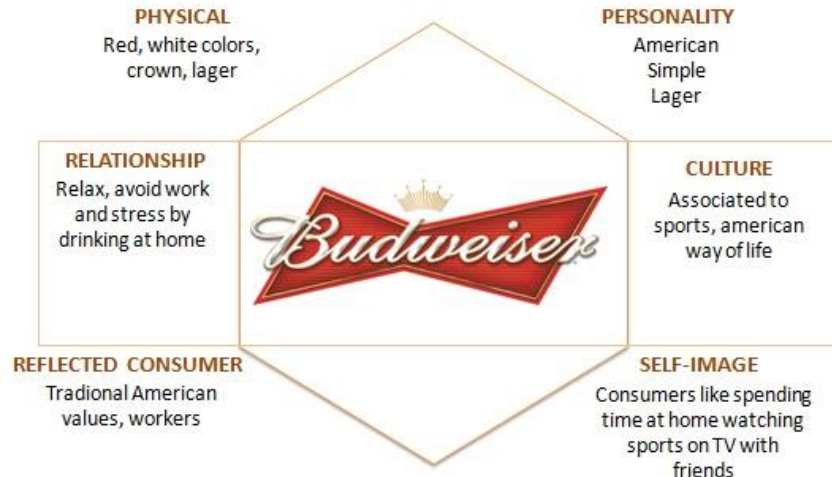 PHYSICAL
Red, white colors,
crown, lager
PERSONALITY
American
Simple
Lager
RELATIONSHIP
Relax, avoid work
and stress by
drinking at home
Budweiser
CULTURE
Associated to
sports, american
way of life
REFLECTED CONSUMER
Tradional American
values, workers
SELF-IMAGE
Consumers like spending
time at home watching
sports on TV with
friends